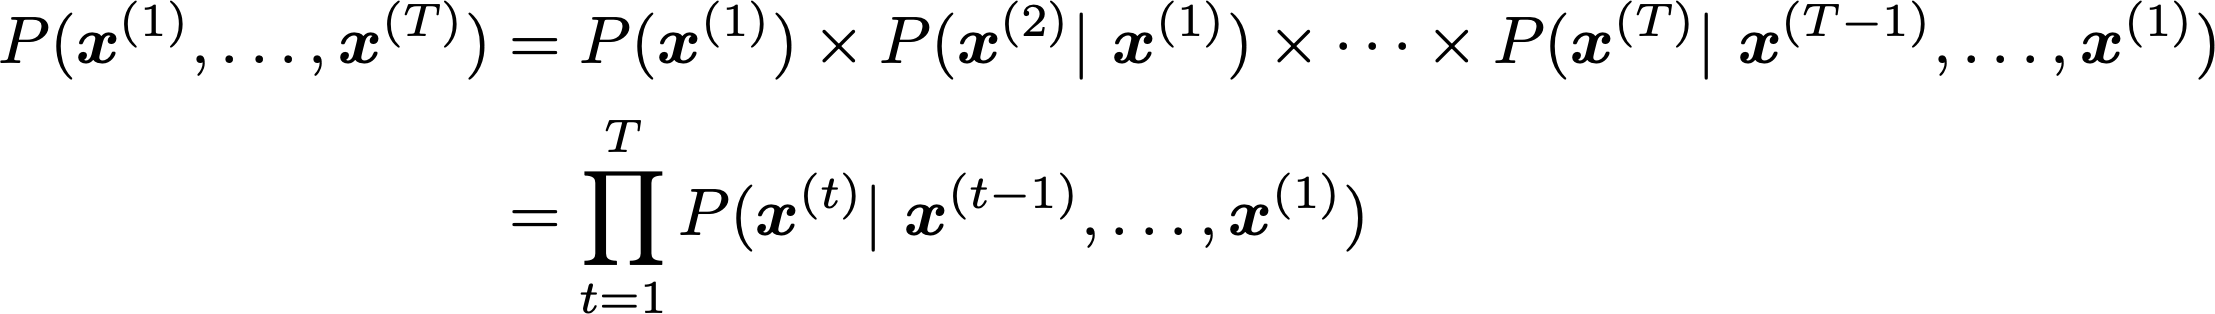 P(𝒙^(1), …, 𝒙^(T)) = P(𝒙^(1)) × P(𝒙^(2) | 𝒙^(1)) × ⋯ × P(𝒙^(T) | 𝒙^(T−1), …, 𝒙^(1))
= ∏_{t=1}^{T} P(𝒙^(t) | 𝒙^(t−1), …, 𝒙^(1))